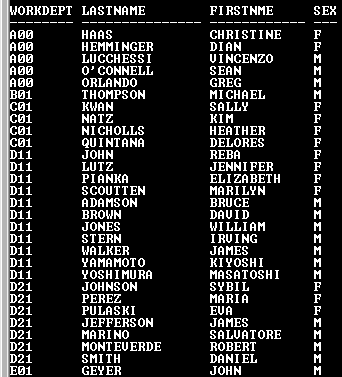 WORKDEPT LASTNAME FIRSTNME SEX
-------- --------------- ------------ ---
A00 HAAS CHRISTINE F
A00 HEMMINGER DIAN F
A00 LUCCHESSI VINCENZO M
A00 O'CONNELL SEAN M
A00 ORLANDO GREG M
B01 THOMPSON MICHAEL M
C01 KWAN SALLY F
C01 NATZ KIM F
C01 NICHOLLS HEATHER F
C01 QUINTANA DELORES F
D11 JOHN REBA F
D11 LUTZ JENNIFER F
D11 PIANKA ELIZABETH F
D11 SCOUTTEN MARILYN F
D11 ADAMSON BRUCE M
D11 BROWN DAVID M
D11 JONES WILLIAM M
D11 STERN IRVING M
D11 WALKER JAMES M
D11 YAMAMOTO KIYOSHI M
D11 YOSHIMURA MASATOSHI M
D21 JOHNSON SYBIL F
D21 PEREZ MARIA F
D21 PULASKI EVA F
D21 JEFFERSON JAMES M
D21 MARINO SALVATORE M
D21 MONTEVERDE ROBERT M
D21 SMITH DANIEL M
E01 GEYER JOHN M